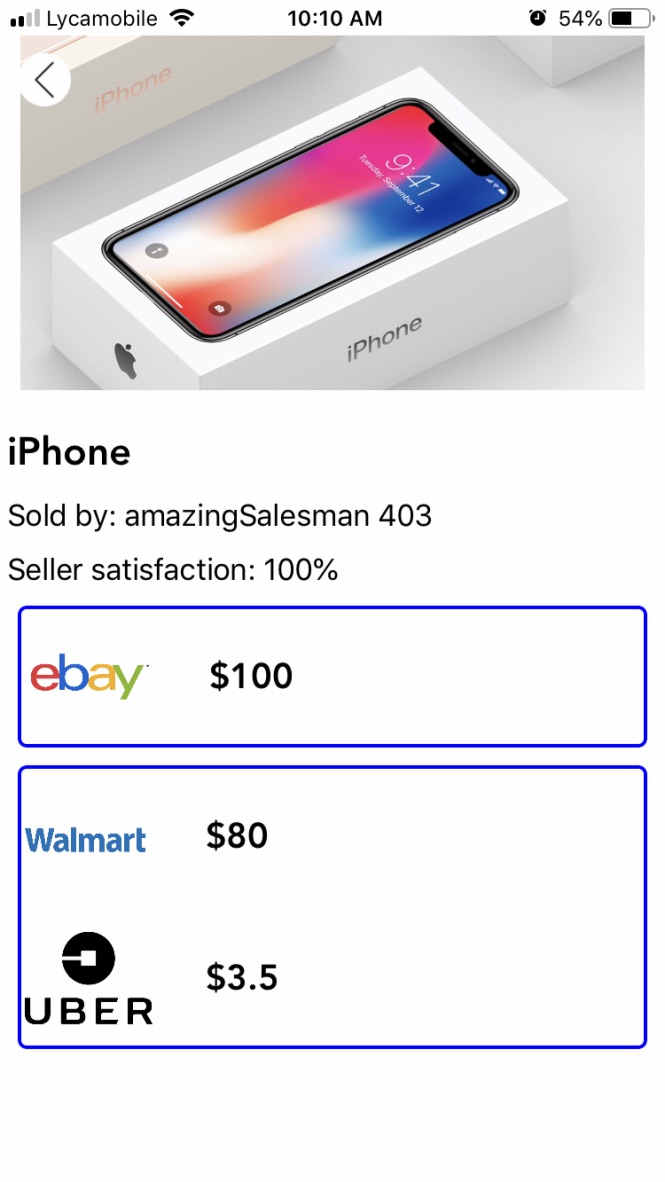 Lycamobile 10:10 AM 54%
iPhone
9:41
Tuesday, September 12
iPhone
iPhone
Sold by: amazingSalesman 403
Seller satisfaction: 100%
ebay $100
Walmart $80
UBER $3.5